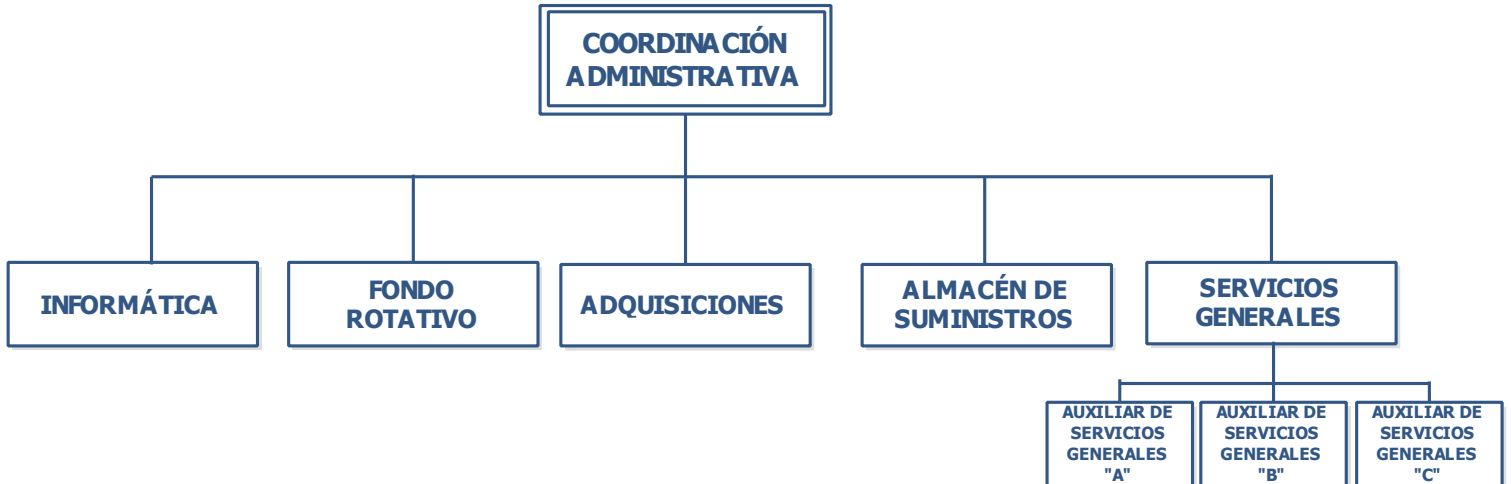 COORDINACIÓN
ADMINISTRATIVA
INFORMÁTICA
FONDO
ROTATIVO
ADQUISICIONES
ALMACÉN DE
SUMINISTROS
SERVICIOS
GENERALES
AUXILIAR DE
SERVICIOS
GENERALES
"A"
AUXILIAR DE
SERVICIOS
GENERALES
"B"
AUXILIAR DE
SERVICIOS
GENERALES
"C"